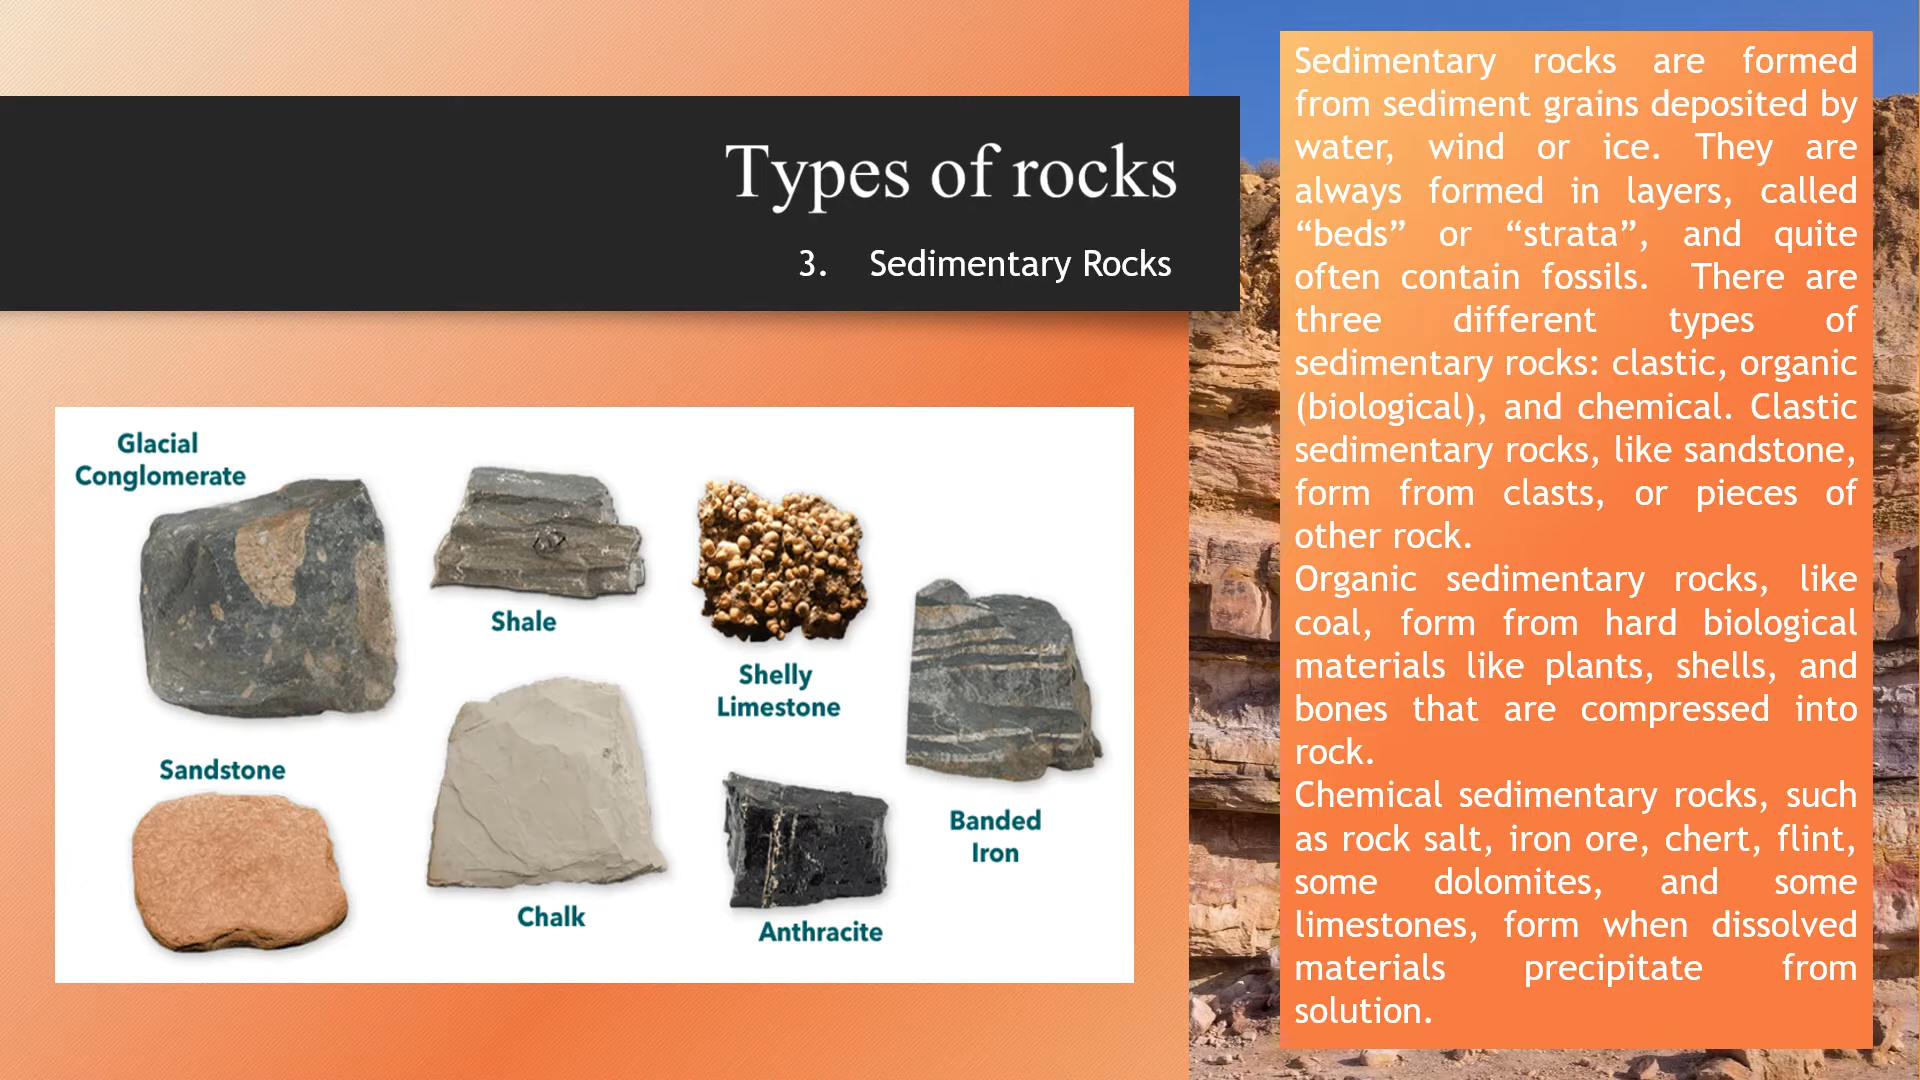 Types of rocks
3. Sedimentary Rocks
Glacial
Conglomerate
Shale
Shelly
Limestone
Sandstone
Chalk
Anthracite
Banded
Iron
Sedimentary rocks are formed
from sediment grains deposited by
water, wind or ice. They are
always formed in layers, called
“beds” or “strata”, and quite
often contain fossils. There are
three different types of
sedimentary rocks: clastic, organic
(biological), and chemical. Clastic
sedimentary rocks, like sandstone,
form from clasts, or pieces of
other rock.
Organic sedimentary rocks, like
coal, form from hard biological
materials like plants, shells, and
bones that are compressed into
rock.
Chemical sedimentary rocks, such
as rock salt, iron ore, chert, flint,
some dolomites, and some
limestones, form when dissolved
materials precipitate from
solution.